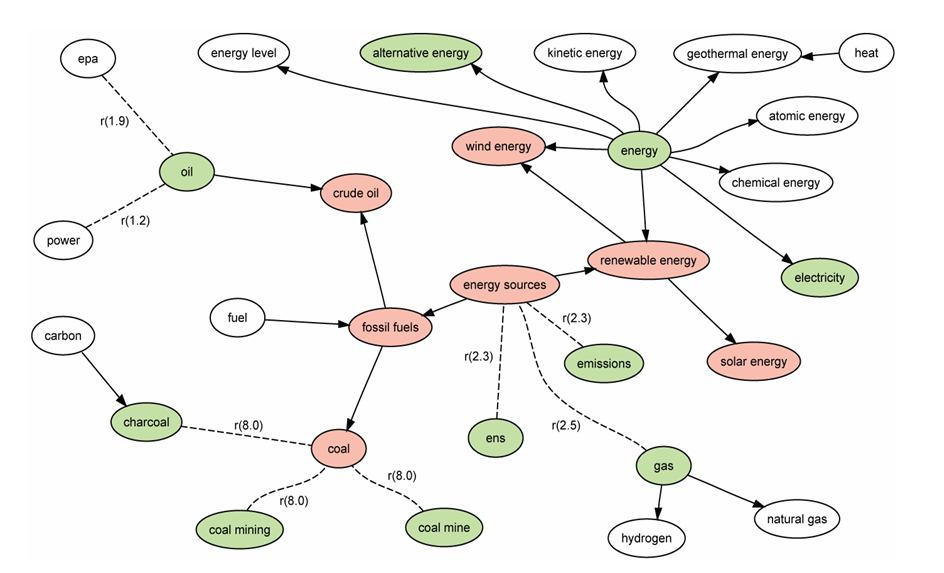 epa
energy level
alternative energy
kinetic energy
geothermal energy
heat
r(1.9)
atomic energy
wind energy
energy
oil
chemical energy
crude oil
r(1.2)
power
renewable energy
electricity
energy sources
fuel
fossil fuels
r(2.3)
carbon
r(2.3)
emissions
solar energy
charcoal
r(8.0)
r(2.5)
ens
coal
gas
r(8.0)
r(8.0)
coal mining
coal mine
natural gas
hydrogen